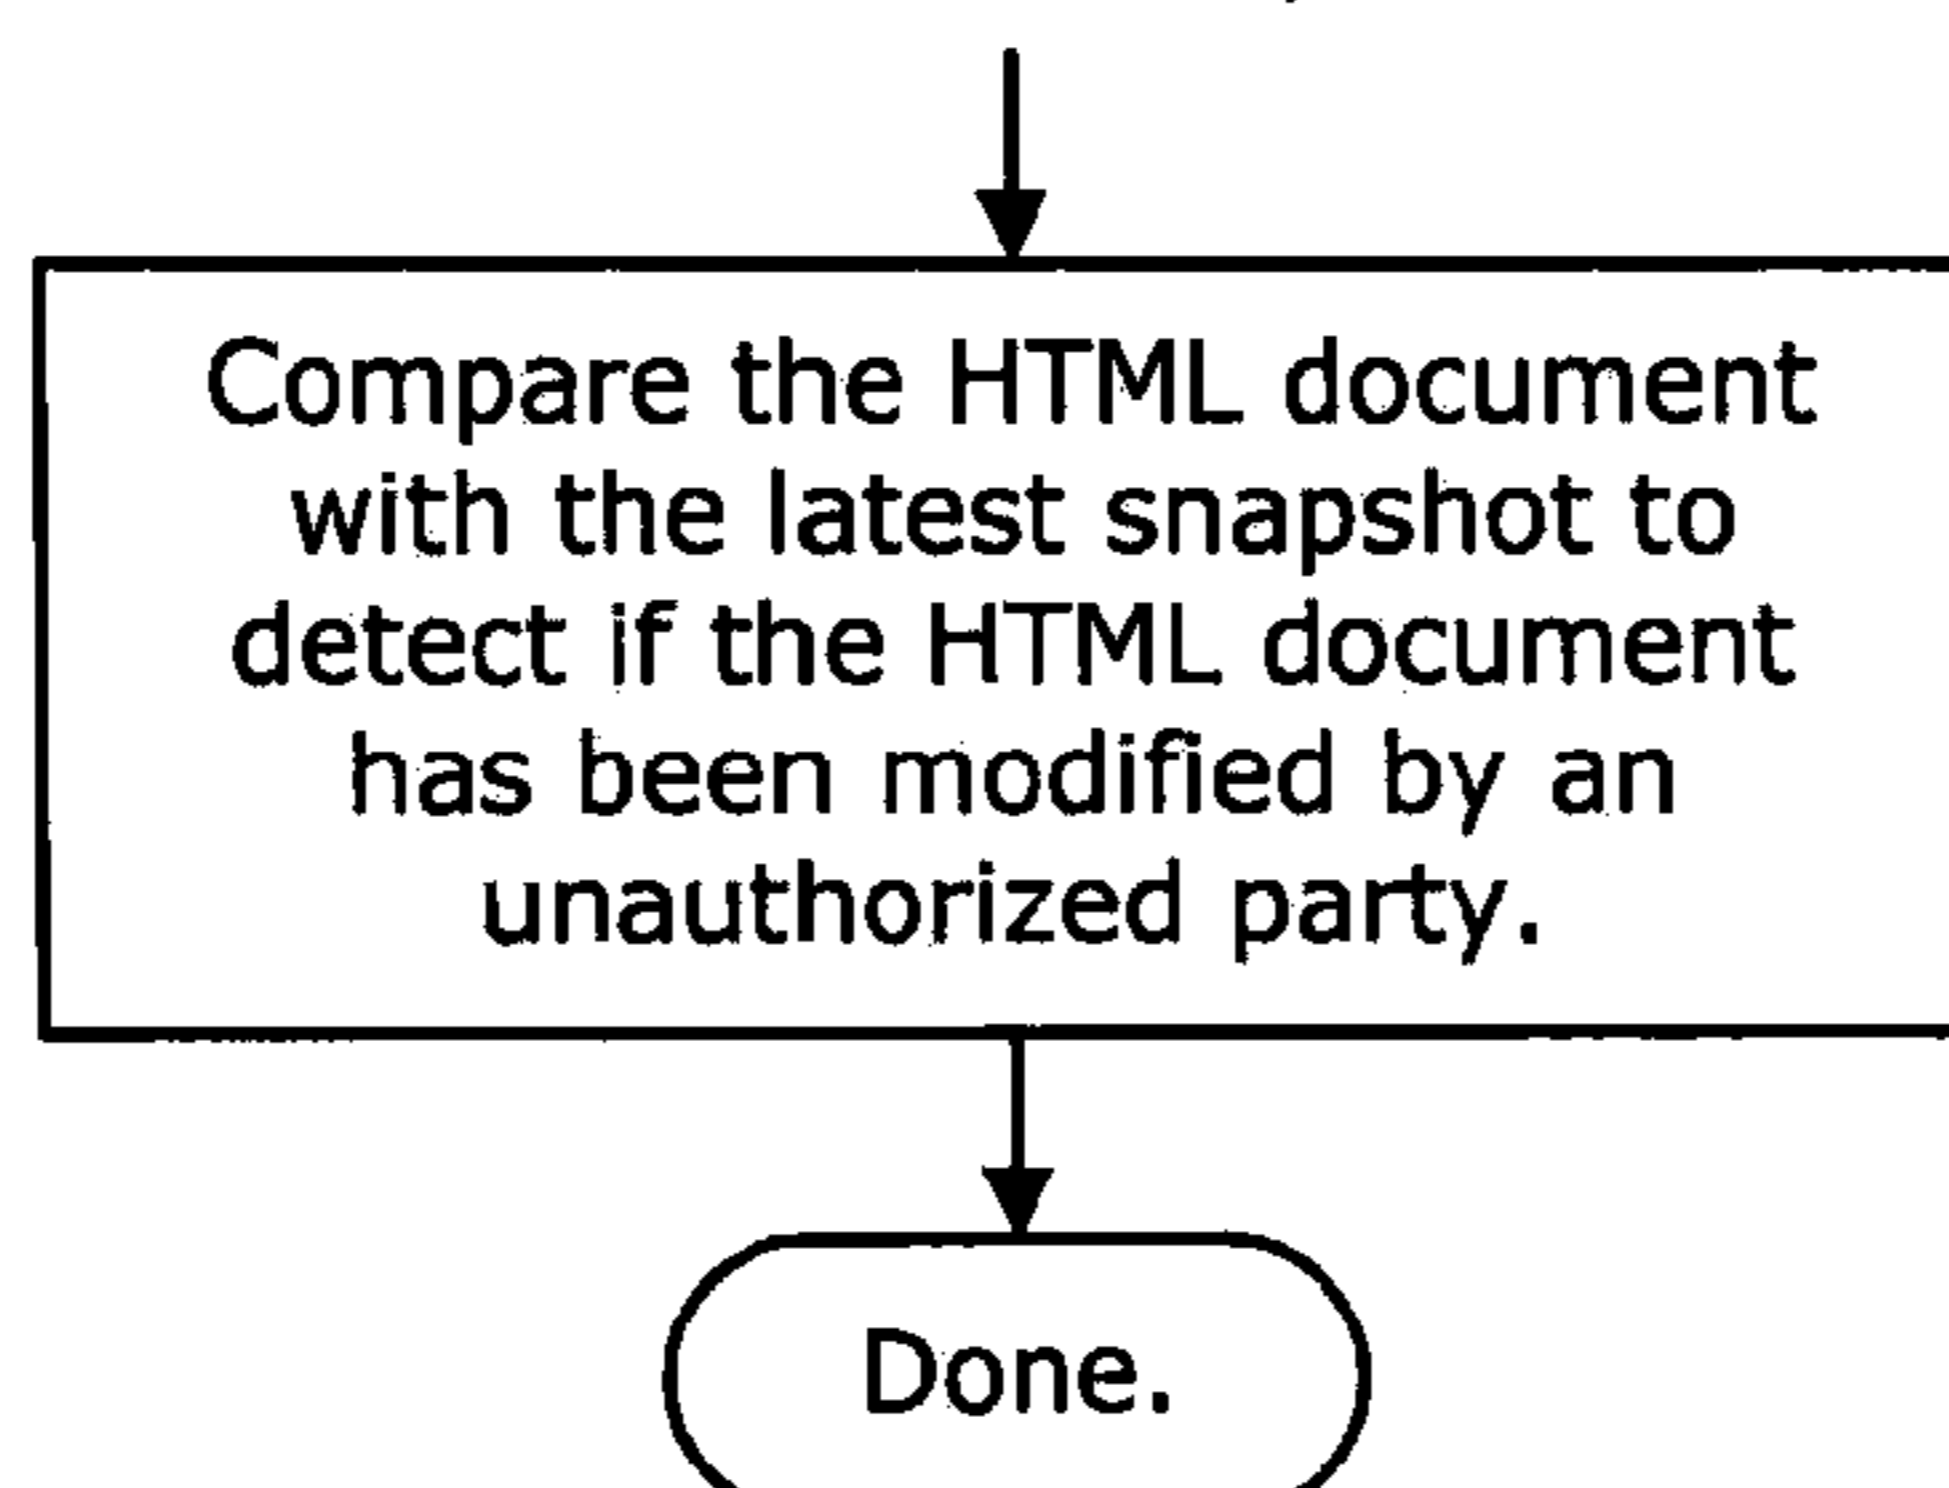 Compare the HTML document
with the latest snapshot to
detect if the HTML document
has been modified by an
unauthorized party.
Done.